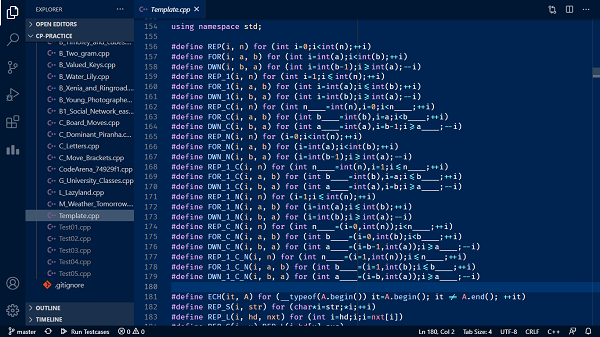 EXPLORER
Template.cpp
OPEN EDITORS
CP-PRACTICE
B_Two_gram.cpp
B_Valued_Keys.cpp
B_Water_Lily.cpp
B_Xenia_and_Ringroad...
B_Young_Photographe...
B1_Social_Network_eas...
C_Board_Moves.cpp
C_Dominant_Piranha.c...
C_Letters.cpp
C_Move_Brackets.cpp
CodeArena_74929f1.cpp
G_University_Classes.cpp
L_Lazyland.cpp
M_Weather_Tomorrow....
Template.cpp
Test01.cpp
Test02.cpp
Test03.cpp
Test04.cpp
Test05.cpp
.gitignore
OUTLINE
TIMELINE
154 using namespace std;
155
156 #define REP(i, n) for (int i=0;i<int(n);++i)
157 #define FOR(i, a, b) for (int i=int(a);i<int(b);++i)
158 #define DWN(i, b, a) for (int i=int(b-1);i>=int(a);--i)
159 #define REP_1(i, n) for (int i=1;i<=int(n);++i)
160 #define FOR_1(i, a, b) for (int i=int(a);i<=int(b);++i)
161 #define DWN_1(i, b, a) for (int i=int(b);i>=int(a);--i)
162 #define REP_C(i, n) for (int n____=int(n),i=0;i<n____;++i)
163 #define FOR_C(i, a, b) for (int b____=int(b),i=a;i<b____;++i)
164 #define DWN_C(i, b, a) for (int a____=int(a),i=b-1;i>=a____;--i)
165 #define REP_N(i, n) for (i=0;i<int(n);++i)
166 #define FOR_N(i, a, b) for (i=int(a);i<int(b);++i)
167 #define DWN_N(i, b, a) for (i=int(b-1);i>=int(a);--i)
168 #define REP_1_C(i, n) for (int n____=int(n),i=1;i<=n____;++i)
169 #define FOR_1_C(i, a, b) for (int b____=int(b),i=a;i<=b____;++i)
170 #define DWN_1_C(i, b, a) for (int a____=int(a),i=b;i>=a____;--i)
171 #define REP_1_N(i, n) for (i=1;i<=int(n);++i)
172 #define FOR_1_N(i, a, b) for (i=int(a);i<=int(b);++i)
173 #define DWN_1_N(i, b, a) for (i=int(b);i>=int(a);--i)
174 #define REP_C_N(i, n) for (int n____=(i=0,int(n));i<n____;++i)
175 #define FOR_C_N(i, a, b) for (int b____=(i=0,int(b);i<b____;++i)
176 #define DWN_C_N(i, b, a) for (int a____=(i=b-1,int(a));i>=a____;--i)
177 #define REP_1_C_N(i, n) for (int n____=(i=1,int(n));i<=n____;++i)
178 #define FOR_1_C_N(i, a, b) for (int b____=(i=1,int(b);i<=b____;++i)
179 #define DWN_1_C_N(i, b, a) for (int a____=(i=b,int(a));i>=a____;--i)
180
181 #define ECH(it, A) for (__typeof(A.begin()) it=A.begin(); it != A.end(); ++it)
182 #define REP_S(i, str) for (char*i=str;*i;++i)
183 #define REP_L(i, hd, nxt) for (int i=hd;i;i=nxt[i])
master
Run Testcases
0 0
Ln 180, Col 2
Tab Size: 4
UTF-8
CRLF
C++